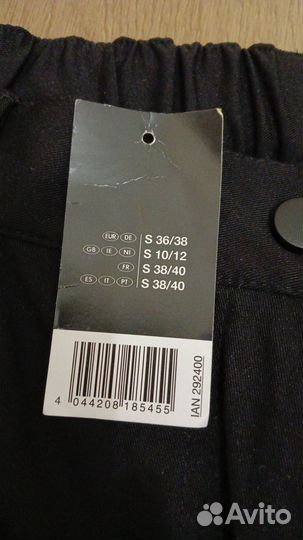 EUR DE S 36/38
GB IE NI S 10/12
FR S 38/40
ES IT PT S 38/40
4 044208 185455
IAN 292400
Avito